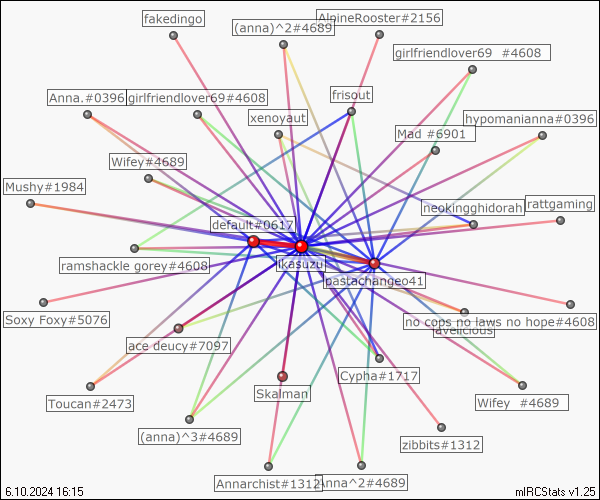 fakedingo
(anna)^2#4689
AlpineRooster#2156
girlfriendlover69 #4608
Anna.#0396
girlfriendlover69#4608
frisout
xenoyaut
hypomanianna#0396
Mad #6901
Wifey#4689
Mushy#1984
neokingghidorah
rattgaming
default#0617
ramshackle gorey#4608
ikasuzu
pastachangeo41
Soxy Foxy#5076
no cops no laws no hope#4608
ace deucy#7097
Cypha#1717
Skalman
Toucan#2473
Wifey #4689
(anna)^3#4689
zibbits#1312
Annarchist#1312
Anna^2#4689
6.10.2024 16:15
mIRCStats v1.25